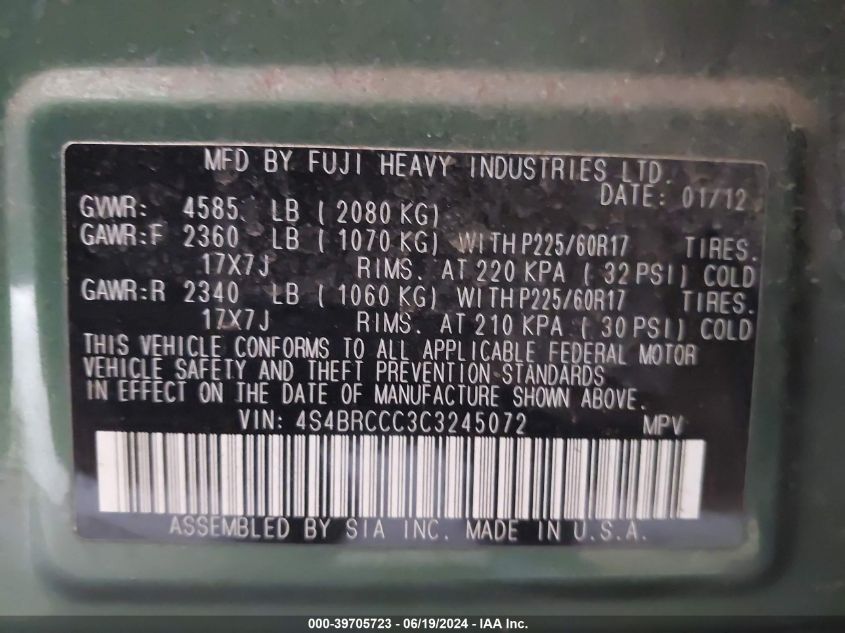 MFD BY FUJI HEAVY INDUSTRIES LTD.
DATE: 01/12
GVWR: 4585 LB ( 2080 KG)
GAWR:F 2360 LB ( 1070 KG) WITH P225/60R17 TIRES.
17X7J RIMS. AT 220 KPA ( 32 PSI) COLD
GAWR:R 2340 LB ( 1060 KG) WITH P225/60R17 TIRES.
17X7J RIMS. AT 210 KPA ( 30 PSI) COLD
THIS VEHICLE CONFORMS TO ALL APPLICABLE FEDERAL MOTOR
VEHICLE SAFETY AND THEFT PREVENTION STANDARDS
IN EFFECT ON THE DATE OF MANUFACTURE SHOWN ABOVE.
VIN: 4S4BRCCC3C3245072 MPV
ASSEMBLED BY SIA INC. MADE IN U.S.A.
000-39705723 - 06/19/2024 - IAA Inc.